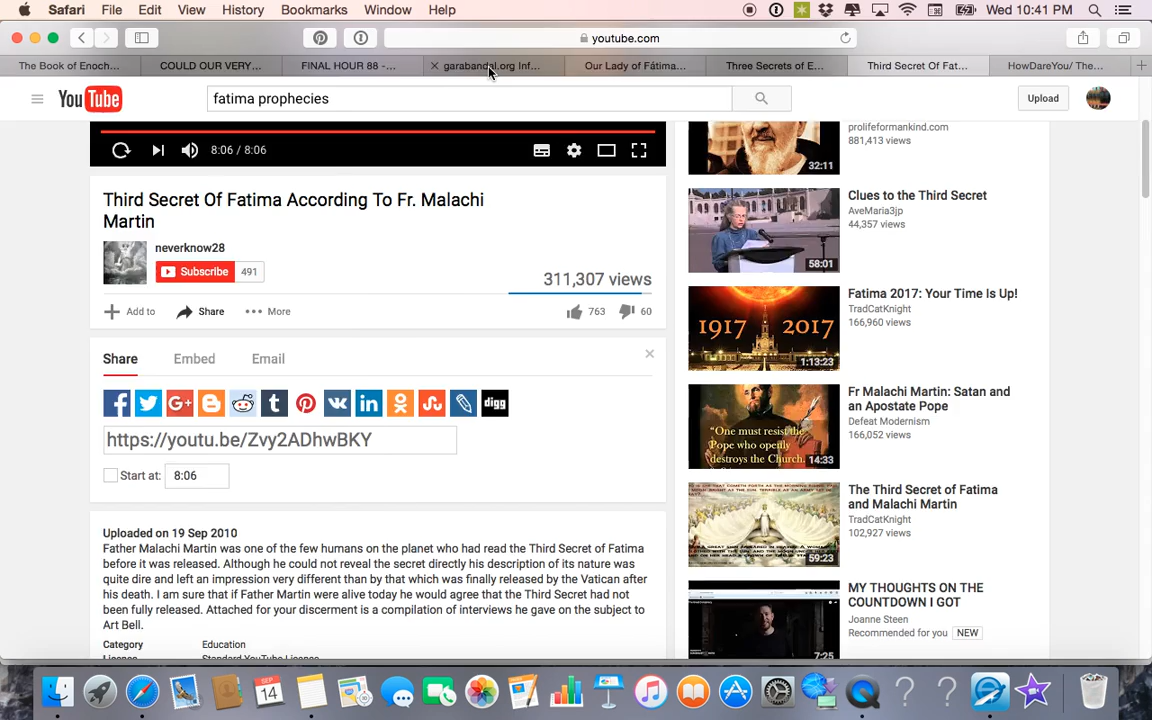 Safari File Edit View History Bookmarks Window Help Wed 10:41 PM
youtube.com
The Book of Enoch... COULD OUR VERY... FINAL HOUR 88 -... garabandal.org Inf... Our Lady of Fátima... Three Secrets of E... Third Secret Of Fat... HowDareYou/ The...
YouTube fatima prophecies Upload
8:06 / 8:06
Third Secret Of Fatima According To Fr. Malachi
Martin
neverknow28
Subscribe 491
311,307 views
Add to Share More 763 60
Share Embed Email
digg
https://youtu.be/Zvy2ADhwBKY
Start at: 8:06
Uploaded on 19 Sep 2010
Father Malachi Martin was one of the few humans on the planet who had read the Third Secret of Fatima
before it was released. Although he could not reveal the secret directly his description of its nature was
quite dire and left an impression very different than by that which was finally released by the Vatican after
his death. I am sure that if Father Martin were alive today he would agree that the Third Secret had not
been fully released. Attached for your discerment is a compilation of interviews he gave on the subject to
Art Bell.
Category Education
Licence Standard YouTube Licence
prolifeformankind.com
881,413 views
32:11
Clues to the Third Secret
AveMaria3jp
44,357 views
58:01
Fatima 2017: Your Time Is Up!
TradCatKnight
166,960 views
1917 2017
1:13:23
Fr Malachi Martin: Satan and
an Apostate Pope
Defeat Modernism
166,052 views
"One must resist the
Pope who openly
destroys the Church.
14:33
The Third Secret of Fatima
and Malachi Martin
TradCatKnight
102,927 views
59:23
MY THOUGHTS ON THE
COUNTDOWN I GOT
Joanne Steen
Recommended for you NEW
7:25
SEP
14